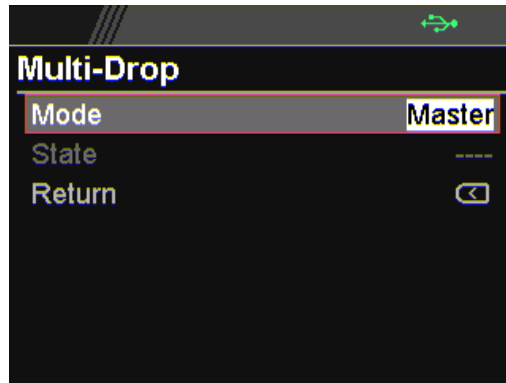 Multi-Drop
Mode Master
State ----
Return